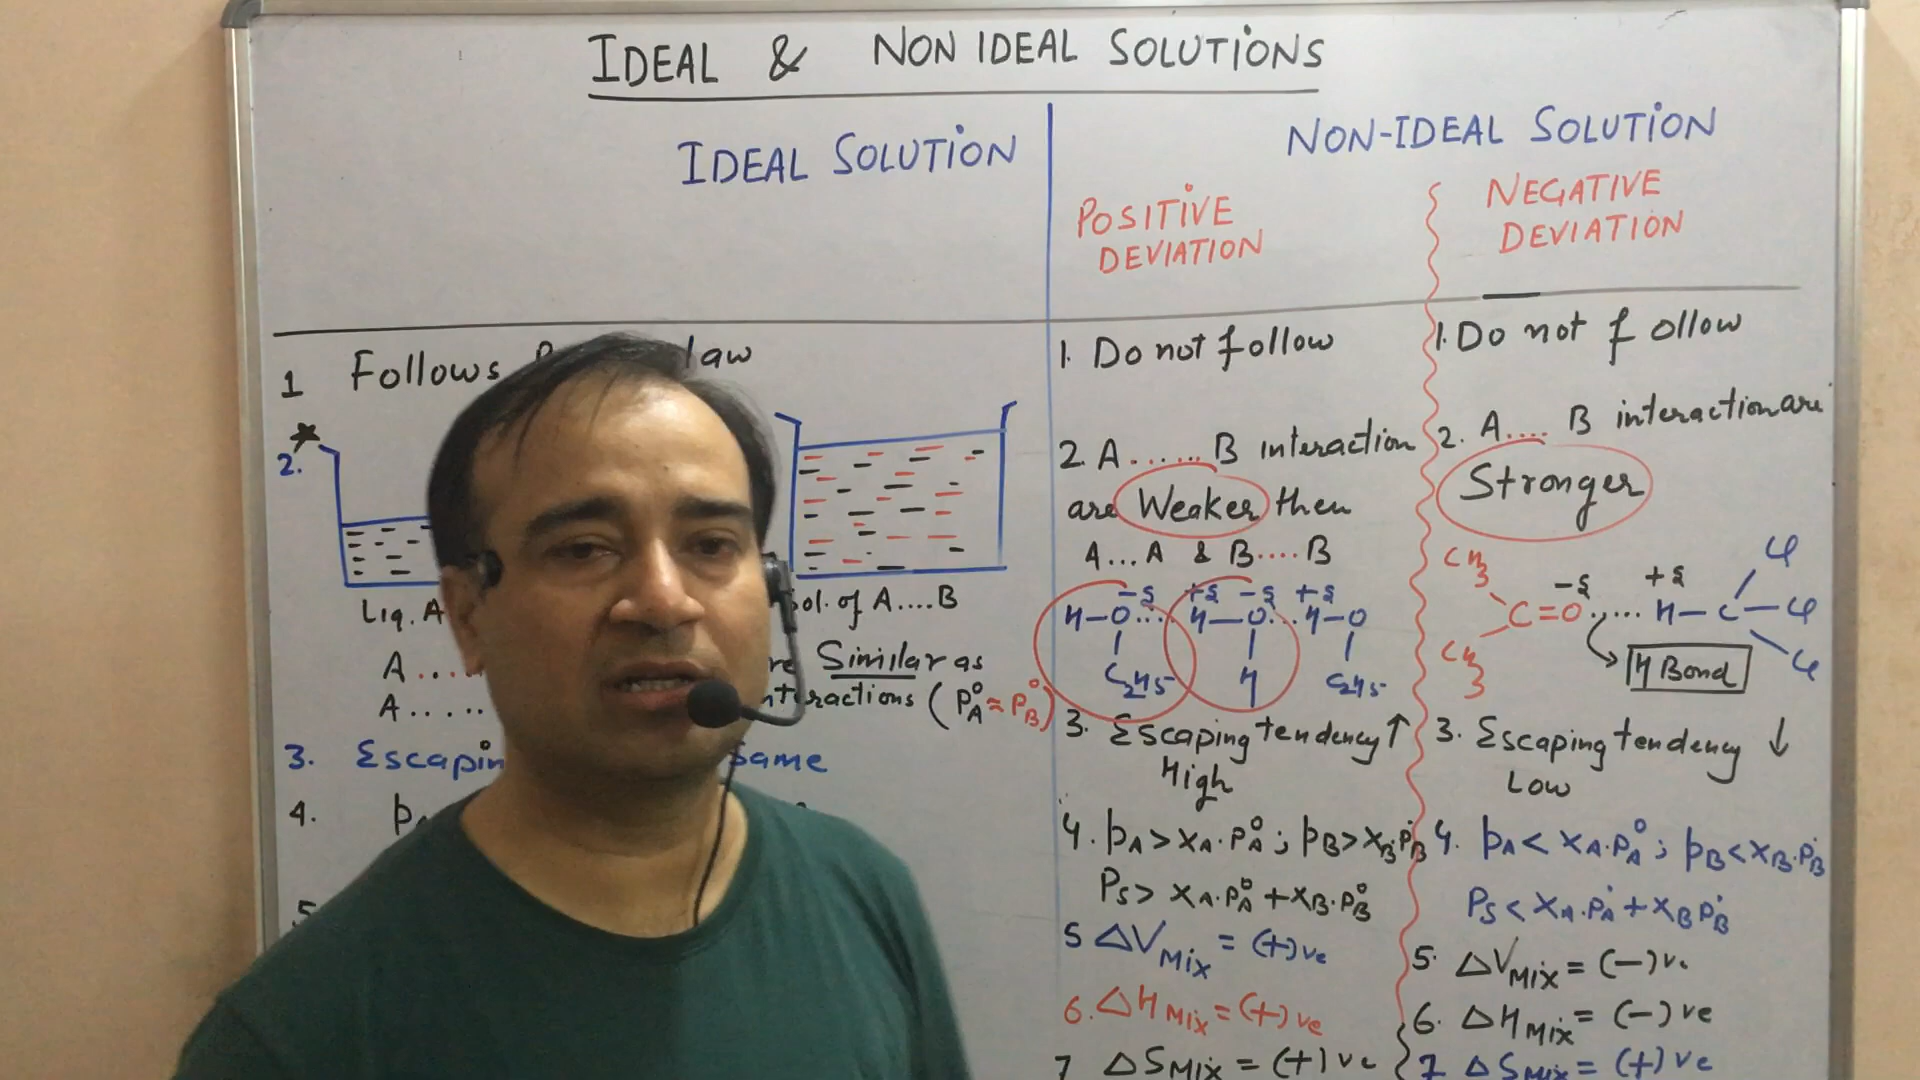 IDEAL & NON IDEAL SOLUTIONS
IDEAL SOLUTION
1 Follows law
2.
Liq. A
Sol. of A....B
A.... are Similar as
A..... interactions (P°A ≈ P°B)
3. Escapin same
4. pA
5
NON-IDEAL SOLUTION
POSITIVE
DEVIATION
1. Do not follow
2. A...... B interaction
are Weaker then
A...A & B....B
-δ +δ -δ +δ
H-O... H-O... H-O
C2H5 H C2H5
3. Escaping tendency ↑
High
4. pA > xA.P°A ; pB > xB.P°B
Ps > xA.P°A + xB.P°B
5 ΔVMix = (+)ve
6. ΔHMix = (+)ve
7 ΔSMix = (+)ve
NEGATIVE
DEVIATION
1. Do not follow
2. A.... B interaction are
Stronger
CH3 -δ +δ Cl
C=O...... H-C-Cl
CH3 Cl
H Bond
3. Escaping tendency ↓
Low
4. pA < xA.P°A ; pB < xB.P°B
Ps < xA.P°A + xB P°B
5. ΔVMix = (-)ve
6. ΔHMix = (-)ve
7 ΔSMix = (+)ve